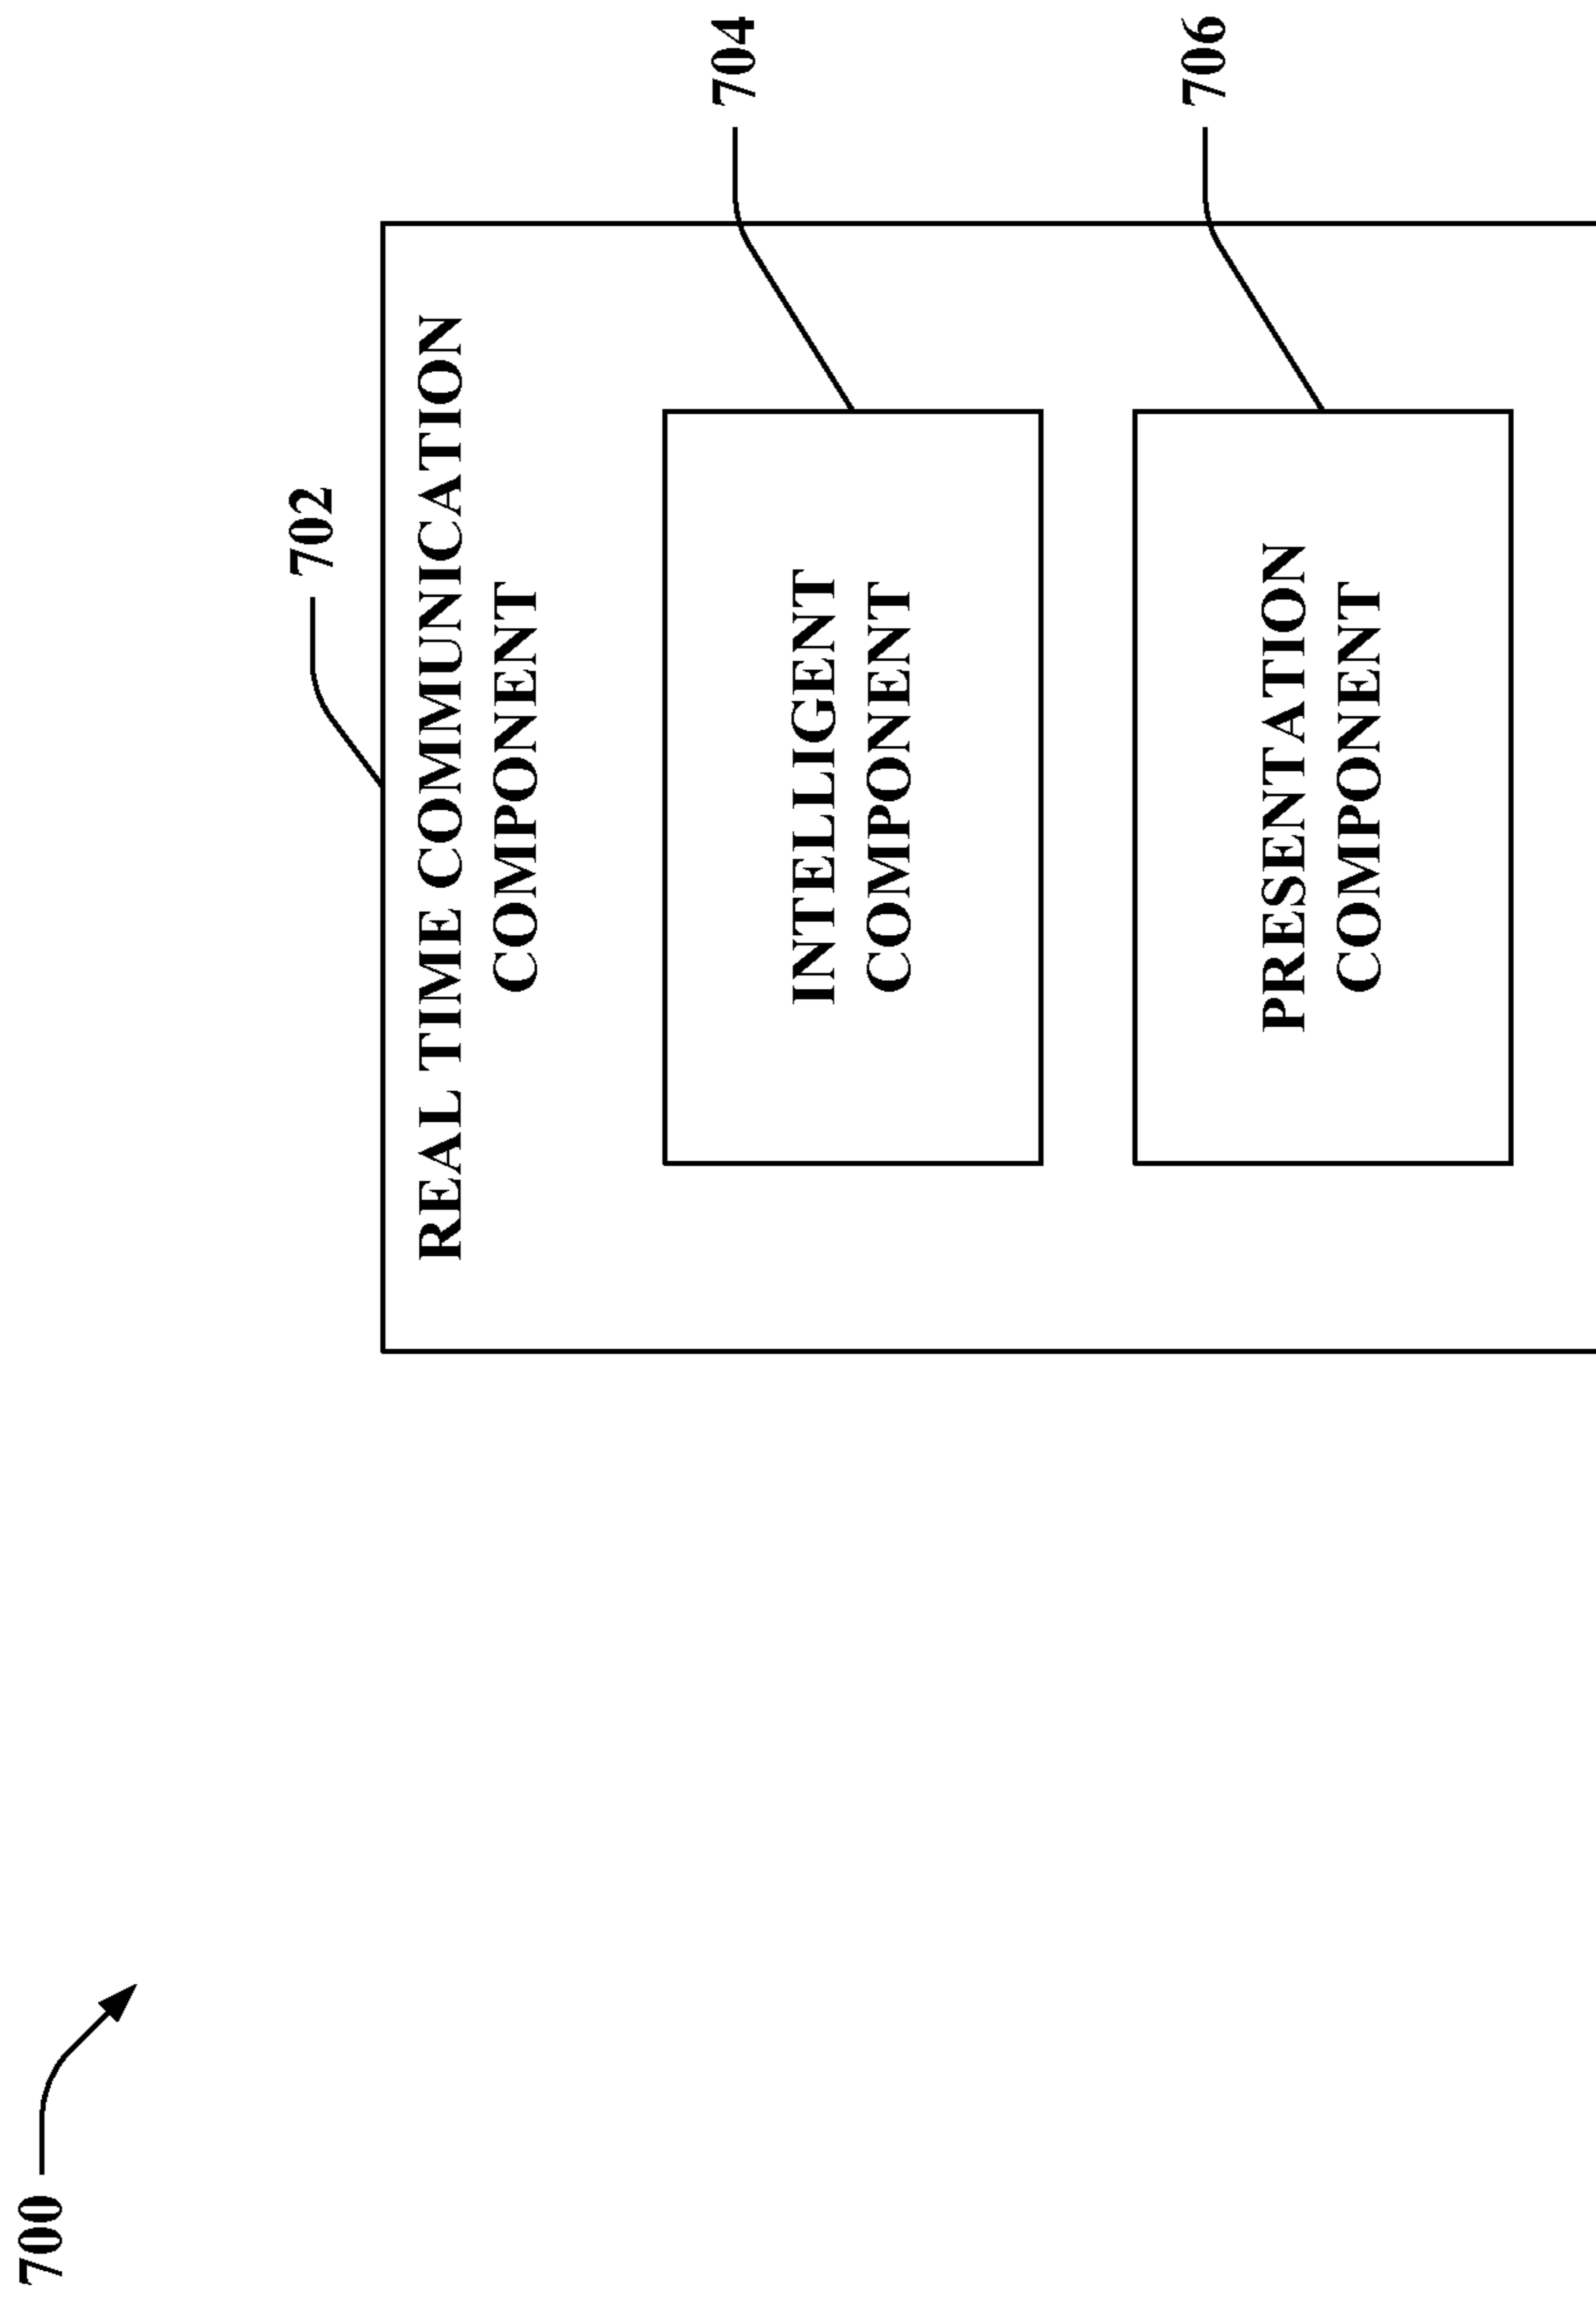 700
702
REAL TIME COMMUNICATION
COMPONENT
704
INTELLIGENT
COMPONENT
706
PRESENTATION
COMPONENT